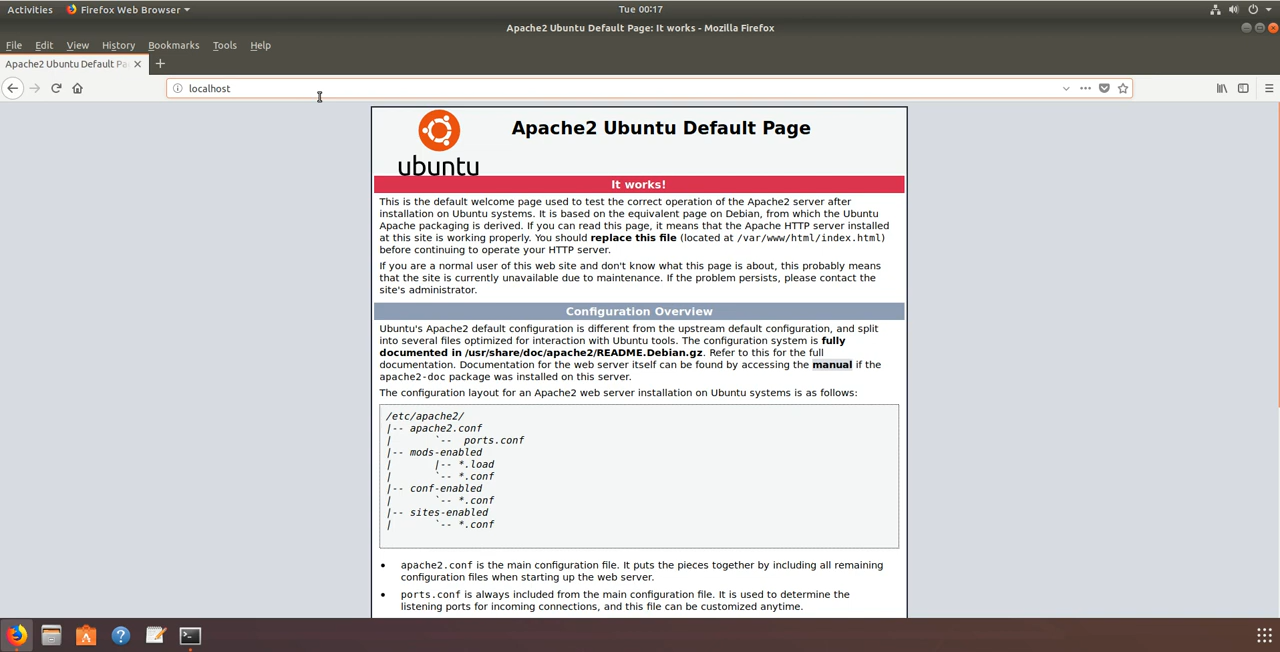 Activities Firefox Web Browser Tue 00:17
Apache2 Ubuntu Default Page: It works - Mozilla Firefox
File Edit View History Bookmarks Tools Help
Apache2 Ubuntu Default Pa
localhost
ubuntu
Apache2 Ubuntu Default Page
It works!
This is the default welcome page used to test the correct operation of the Apache2 server after
installation on Ubuntu systems. It is based on the equivalent page on Debian, from which the Ubuntu
Apache packaging is derived. If you can read this page, it means that the Apache HTTP server installed
at this site is working properly. You should replace this file (located at /var/www/html/index.html)
before continuing to operate your HTTP server.
If you are a normal user of this web site and don't know what this page is about, this probably means
that the site is currently unavailable due to maintenance. If the problem persists, please contact the
site's administrator.
Configuration Overview
Ubuntu's Apache2 default configuration is different from the upstream default configuration, and split
into several files optimized for interaction with Ubuntu tools. The configuration system is fully
documented in /usr/share/doc/apache2/README.Debian.gz. Refer to this for the full
documentation. Documentation for the web server itself can be found by accessing the manual if the
apache2-doc package was installed on this server.
The configuration layout for an Apache2 web server installation on Ubuntu systems is as follows:
/etc/apache2/
|-- apache2.conf
|       `--  ports.conf
|-- mods-enabled
|       |-- *.load
|       `-- *.conf
|-- conf-enabled
|       `-- *.conf
|-- sites-enabled
|       `-- *.conf
• apache2.conf is the main configuration file. It puts the pieces together by including all remaining
configuration files when starting up the web server.
• ports.conf is always included from the main configuration file. It is used to determine the
listening ports for incoming connections, and this file can be customized anytime.